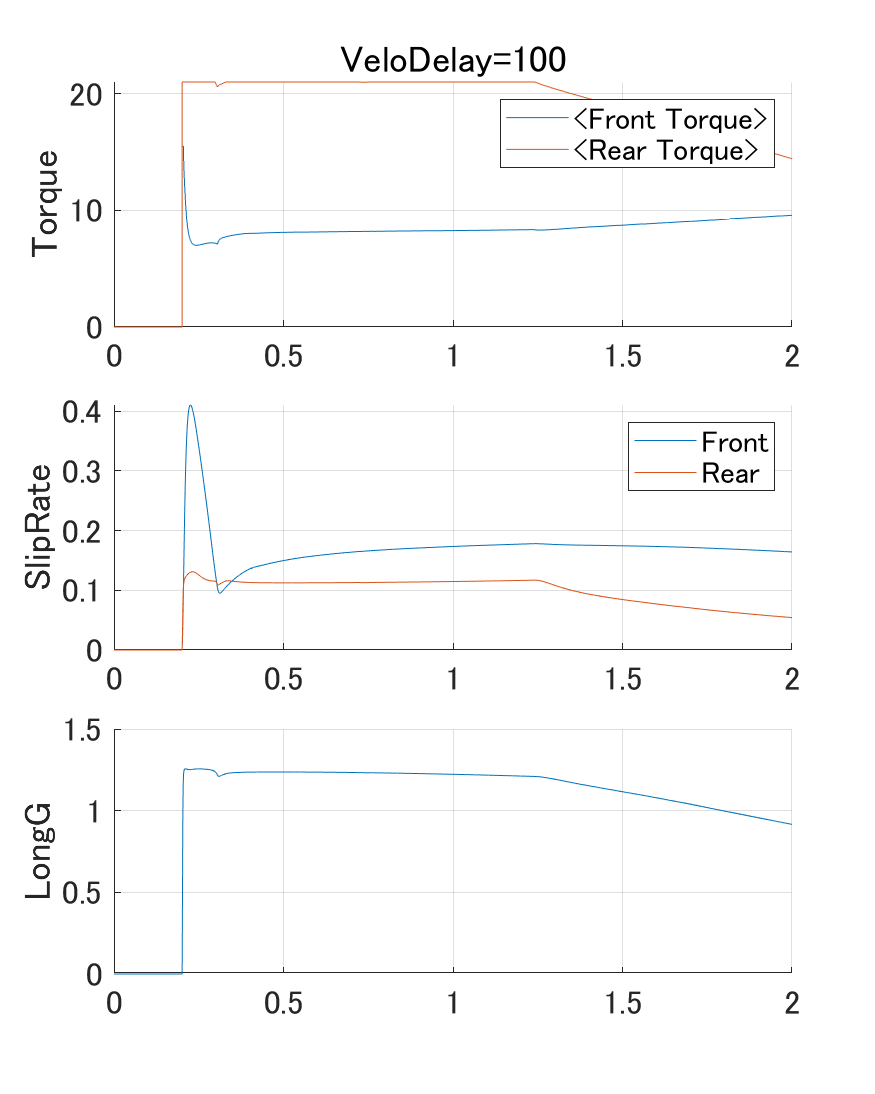 VeloDelay=100
Torque
20
10
0
<Front Torque>
<Rear Torque>
0 0.5 1 1.5 2
SlipRate
0.4
0.3
0.2
0.1
0
Front
Rear
0 0.5 1 1.5 2
LongG
1.5
1
0.5
0
0 0.5 1 1.5 2